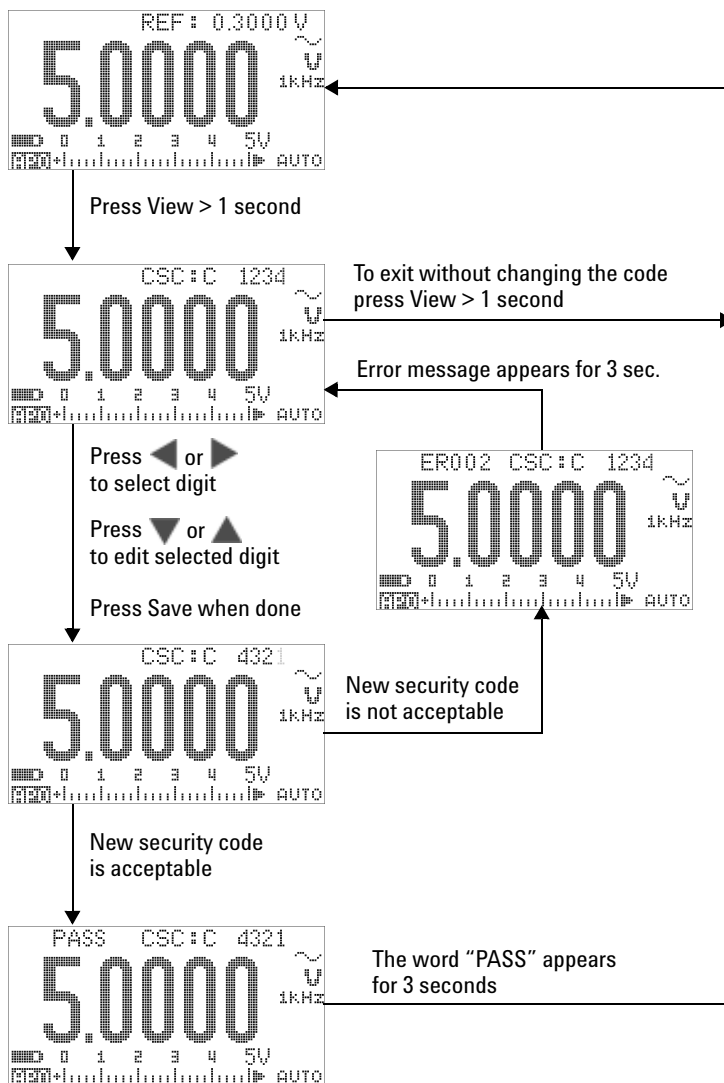 REF: 0.3000 V
5.0000 V
1kHz
0 1 2 3 4 5V
APO AUTO
Press View > 1 second
CSC:C 1234
5.0000 V
1kHz
0 1 2 3 4 5V
APO AUTO
To exit without changing the code
press View > 1 second
Error message appears for 3 sec.
Press ◀ or ▶
to select digit
Press ▼ or ▲
to edit selected digit
Press Save when done
ER002 CSC:C 1234
5.0000 V
1kHz
0 1 2 3 4 5V
APO AUTO
CSC:C 4321
5.0000 V
1kHz
0 1 2 3 4 5V
APO AUTO
New security code
is not acceptable
New security code
is acceptable
PASS CSC:C 4321
5.0000 V
1kHz
0 1 2 3 4 5V
APO AUTO
The word “PASS” appears
for 3 seconds